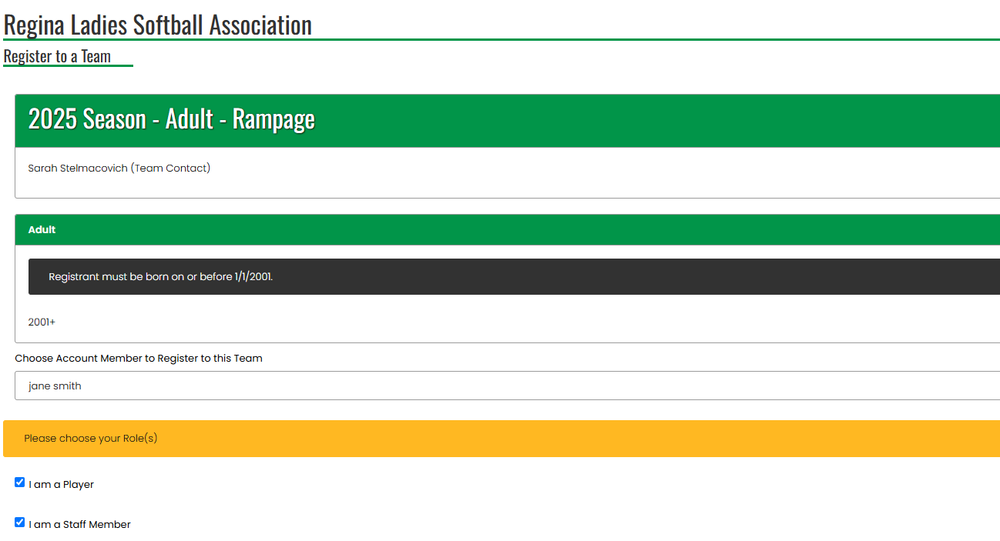 Regina Ladies Softball Association
Register to a Team
2025 Season - Adult - Rampage
Sarah Stelmacovich (Team Contact)
Adult
Registrant must be born on or before 1/1/2001.
2001+
Choose Account Member to Register to this Team
jane smith
Please choose your Role(s)
I am a Player
I am a Staff Member